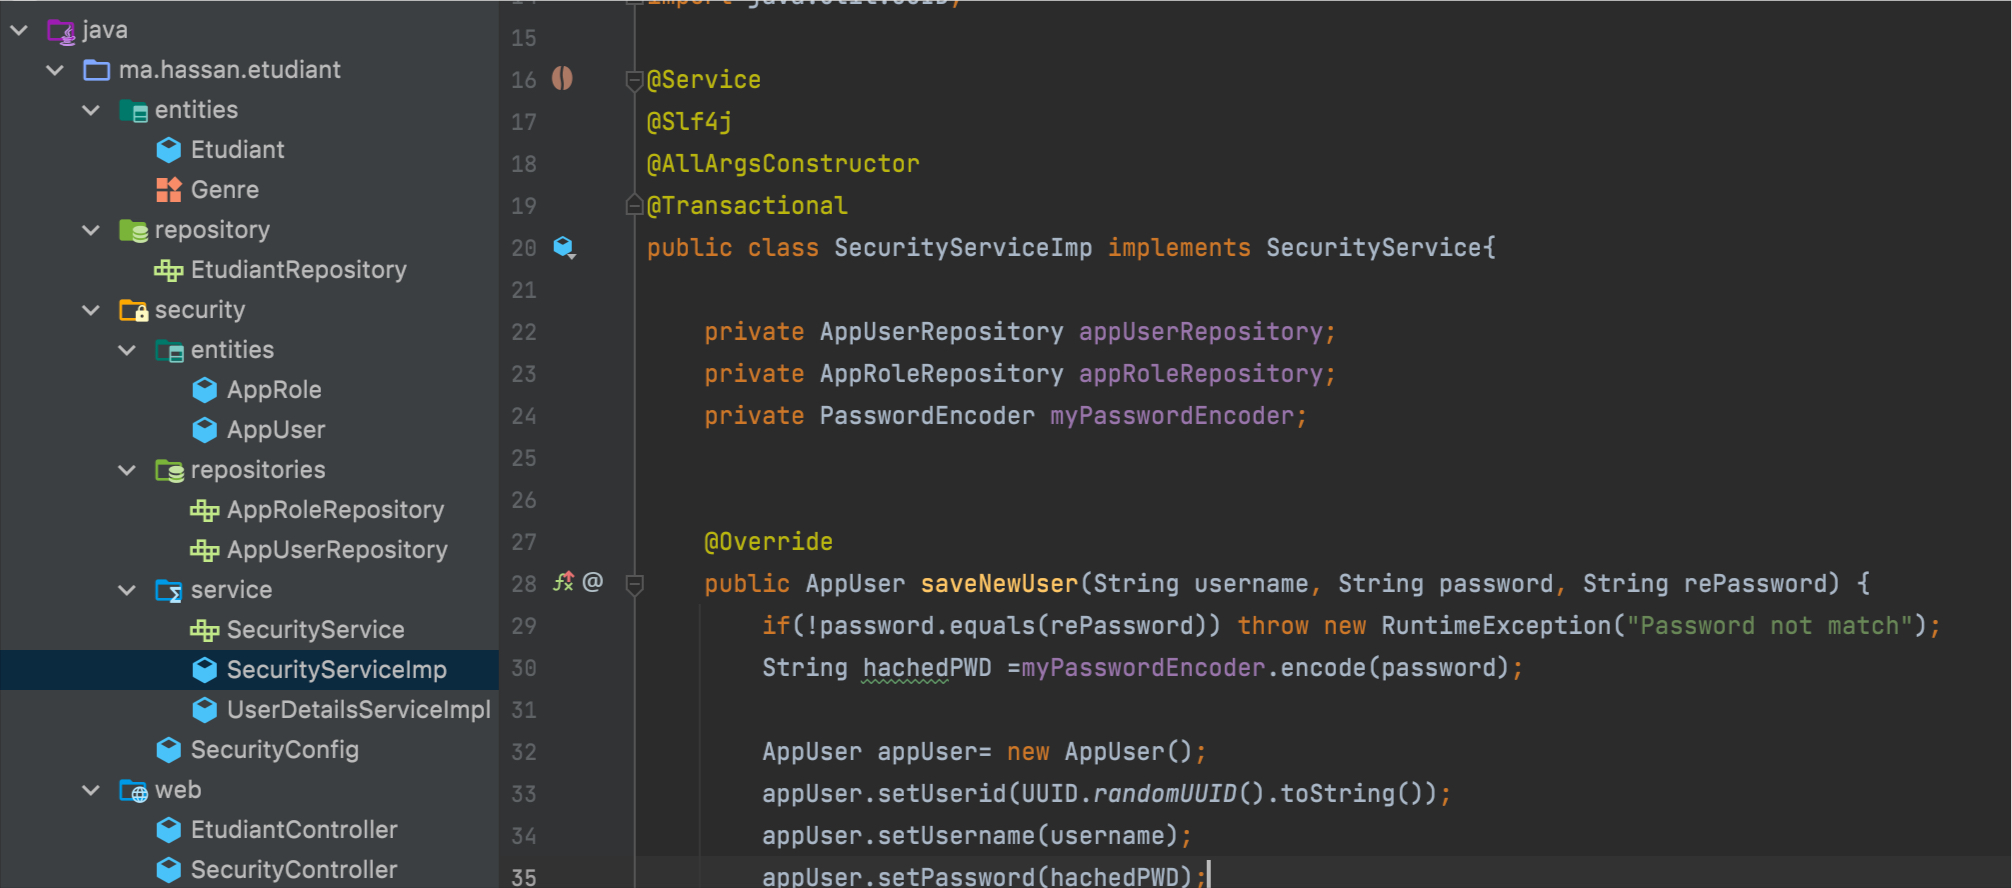 java
ma.hassan.etudiant
entities
Etudiant
Genre
repository
EtudiantRepository
security
entities
AppRole
AppUser
repositories
AppRoleRepository
AppUserRepository
service
SecurityService
SecurityServiceImp
UserDetailsServiceImpl
SecurityConfig
web
EtudiantController
SecurityController
14 import java.util.UUID;
15
16 @Service
17 @Slf4j
18 @AllArgsConstructor
19 @Transactional
20 public class SecurityServiceImp implements SecurityService{
21
22 private AppUserRepository appUserRepository;
23 private AppRoleRepository appRoleRepository;
24 private PasswordEncoder myPasswordEncoder;
25
26
27 @Override
28 @ public AppUser saveNewUser(String username, String password, String rePassword) {
29 if(!password.equals(rePassword)) throw new RuntimeException("Password not match");
30 String hachedPWD =myPasswordEncoder.encode(password);
31
32 AppUser appUser= new AppUser();
33 appUser.setUserid(UUID.randomUUID().toString());
34 appUser.setUsername(username);
35 appUser.setPassword(hachedPWD);